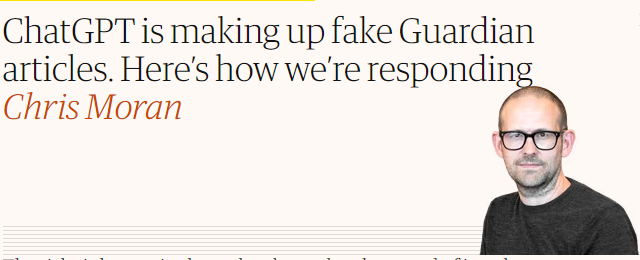 ChatGPT is making up fake Guardian
articles. Here's how we're responding
Chris Moran